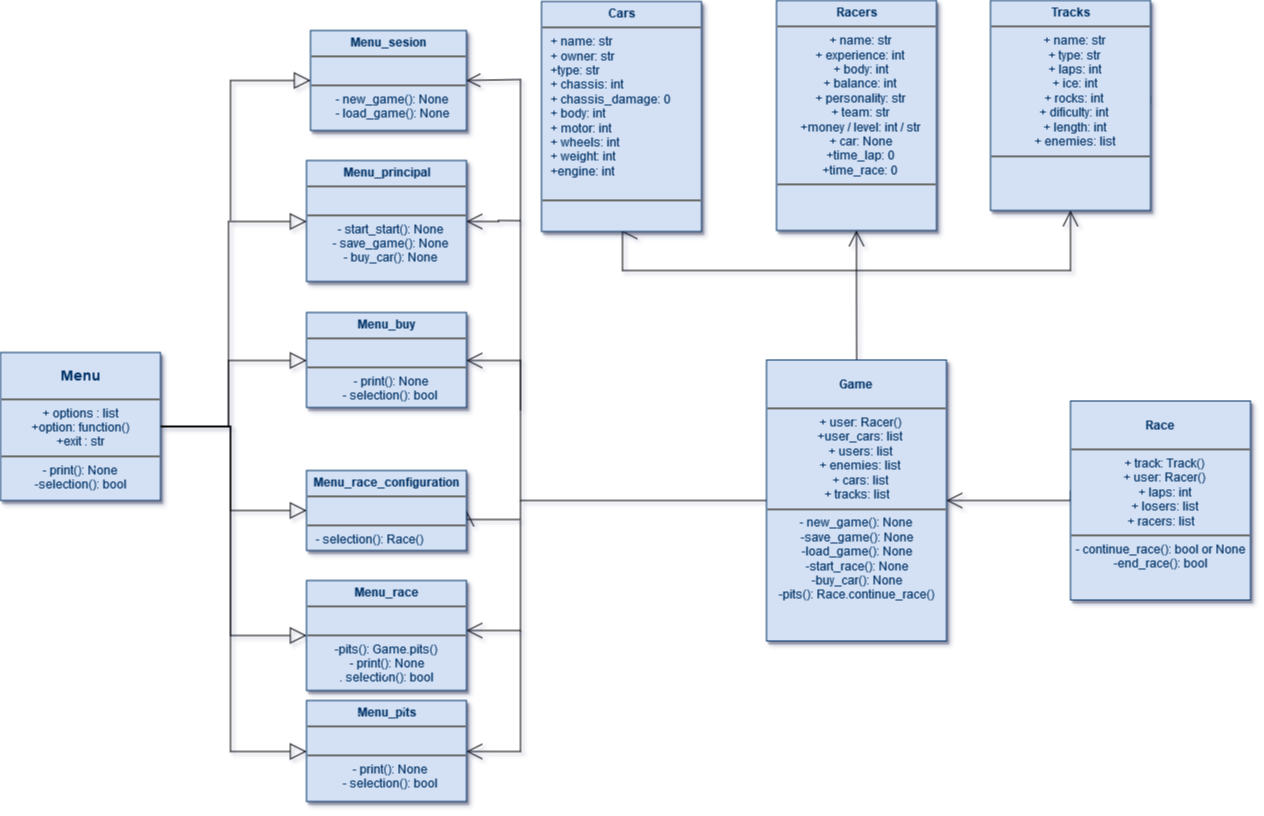 Menu_sesion
- new_game(): None
- load_game(): None
Menu_principal
- start_start(): None
- save_game(): None
- buy_car(): None
Menu_buy
- print(): None
- selection(): bool
Menu
+ options : list
+option: function()
+exit : str
- print(): None
-selection(): bool
Menu_race_configuration
- selection(): Race()
Menu_race
-pits(): Game.pits()
- print(): None
. selection(): bool
Menu_pits
- print(): None
- selection(): bool
Cars
+ name: str
+ owner: str
+type: str
+ chassis: int
+ chassis_damage: 0
+ body: int
+ motor: int
+ wheels: int
+ weight: int
+engine: int
Racers
+ name: str
+ experience: int
+ body: int
+ balance: int
+ personality: str
+ team: str
+money / level: int / str
+ car: None
+time_lap: 0
+time_race: 0
Tracks
+ name: str
+ type: str
+ laps: int
+ ice: int
+ rocks: int
+ dificulty: int
+ length: int
+ enemies: list
Game
+ user: Racer()
+user_cars: list
+ users: list
+ enemies: list
+ cars: list
+ tracks: list
- new_game(): None
-save_game(): None
-load_game(): None
-start_race(): None
-buy_car(): None
-pits(): Race.continue_race()
Race
+ track: Track()
+ user: Racer()
+ laps: int
+ losers: list
+ racers: list
- continue_race(): bool or None
-end_race(): bool